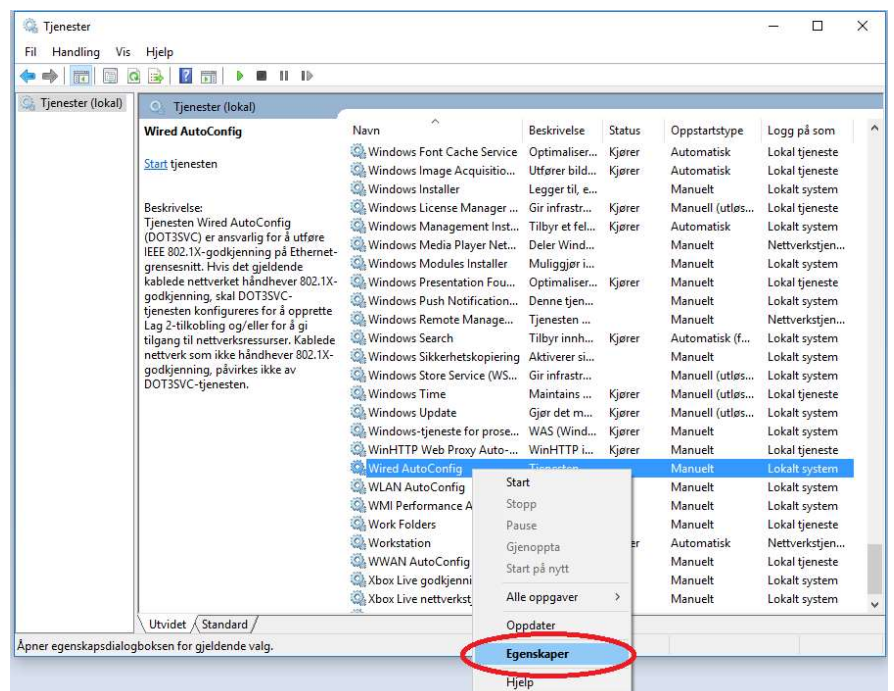 Tjenester
Fil Handling Vis Hjelp
Tjenester (lokal)
Tjenester (lokal)
Wired AutoConfig
Start tjenesten
Beskrivelse:
Tjenesten Wired AutoConfig
(DOT3SVC) er ansvarlig for å utføre
IEEE 802.1X-godkjenning på Ethernet-
grensesnitt. Hvis det gjeldende
kablede nettverket håndhever 802.1X-
godkjenning, skal DOT3SVC-
tjenesten konfigureres for å opprette
Lag 2-tilkobling og/eller for å gi
tilgang til nettverksressurser. Kablede
nettverk som ikke håndhever 802.1X-
godkjenning, påvirkes ikke av
DOT3SVC-tjenesten.
Navn Beskrivelse Status Oppstartstype Logg på som
Windows Font Cache Service Optimaliser... Kjører Automatisk Lokal tjeneste
Windows Image Acquisitio... Utfører bild... Kjører Automatisk Lokal tjeneste
Windows Installer Legger til, e... Manuelt Lokalt system
Windows License Manager ... Gir infrastr... Kjører Manuell (utløs... Lokal tjeneste
Windows Management Inst... Tilbyr et fel... Kjører Automatisk Lokalt system
Windows Media Player Net... Deler Wind... Manuelt Nettverkstjen...
Windows Modules Installer Muliggjør i... Manuelt Lokalt system
Windows Presentation Fou... Optimaliser... Kjører Manuelt Lokal tjeneste
Windows Push Notification... Denne tjen... Manuelt Lokalt system
Windows Remote Manage... Tjenesten ... Manuelt Nettverkstjen...
Windows Search Tilbyr innh... Kjører Automatisk (f... Lokalt system
Windows Sikkerhetskopiering Aktiverer si... Manuelt Lokalt system
Windows Store Service (WS... Gir infrastr... Manuell (utløs... Lokalt system
Windows Time Maintains ... Kjører Manuell (utløs... Lokal tjeneste
Windows Update Gjør det m... Kjører Manuell (utløs... Lokalt system
Windows-tjeneste for prose... WAS (Wind... Kjører Manuelt Lokalt system
WinHTTP Web Proxy Auto-... WinHTTP i... Kjører Manuelt Lokal tjeneste
Wired AutoConfig Tjenesten Manuelt Lokalt system
WLAN AutoConfig Manuelt Lokalt system
WMI Performance A Manuelt Lokalt system
Work Folders Manuelt Lokal tjeneste
Workstation er Automatisk Nettverkstjen...
WWAN AutoConfig Manuelt Lokal tjeneste
Xbox Live godkjenni Manuelt Lokalt system
Xbox Live nettverkst Manuelt Lokalt system
Start
Stopp
Pause
Gjenoppta
Start på nytt
Alle oppgaver
Oppdater
Egenskaper
Hjelp
Utvidet Standard
Åpner egenskapsdialogboksen for gjeldende valg.